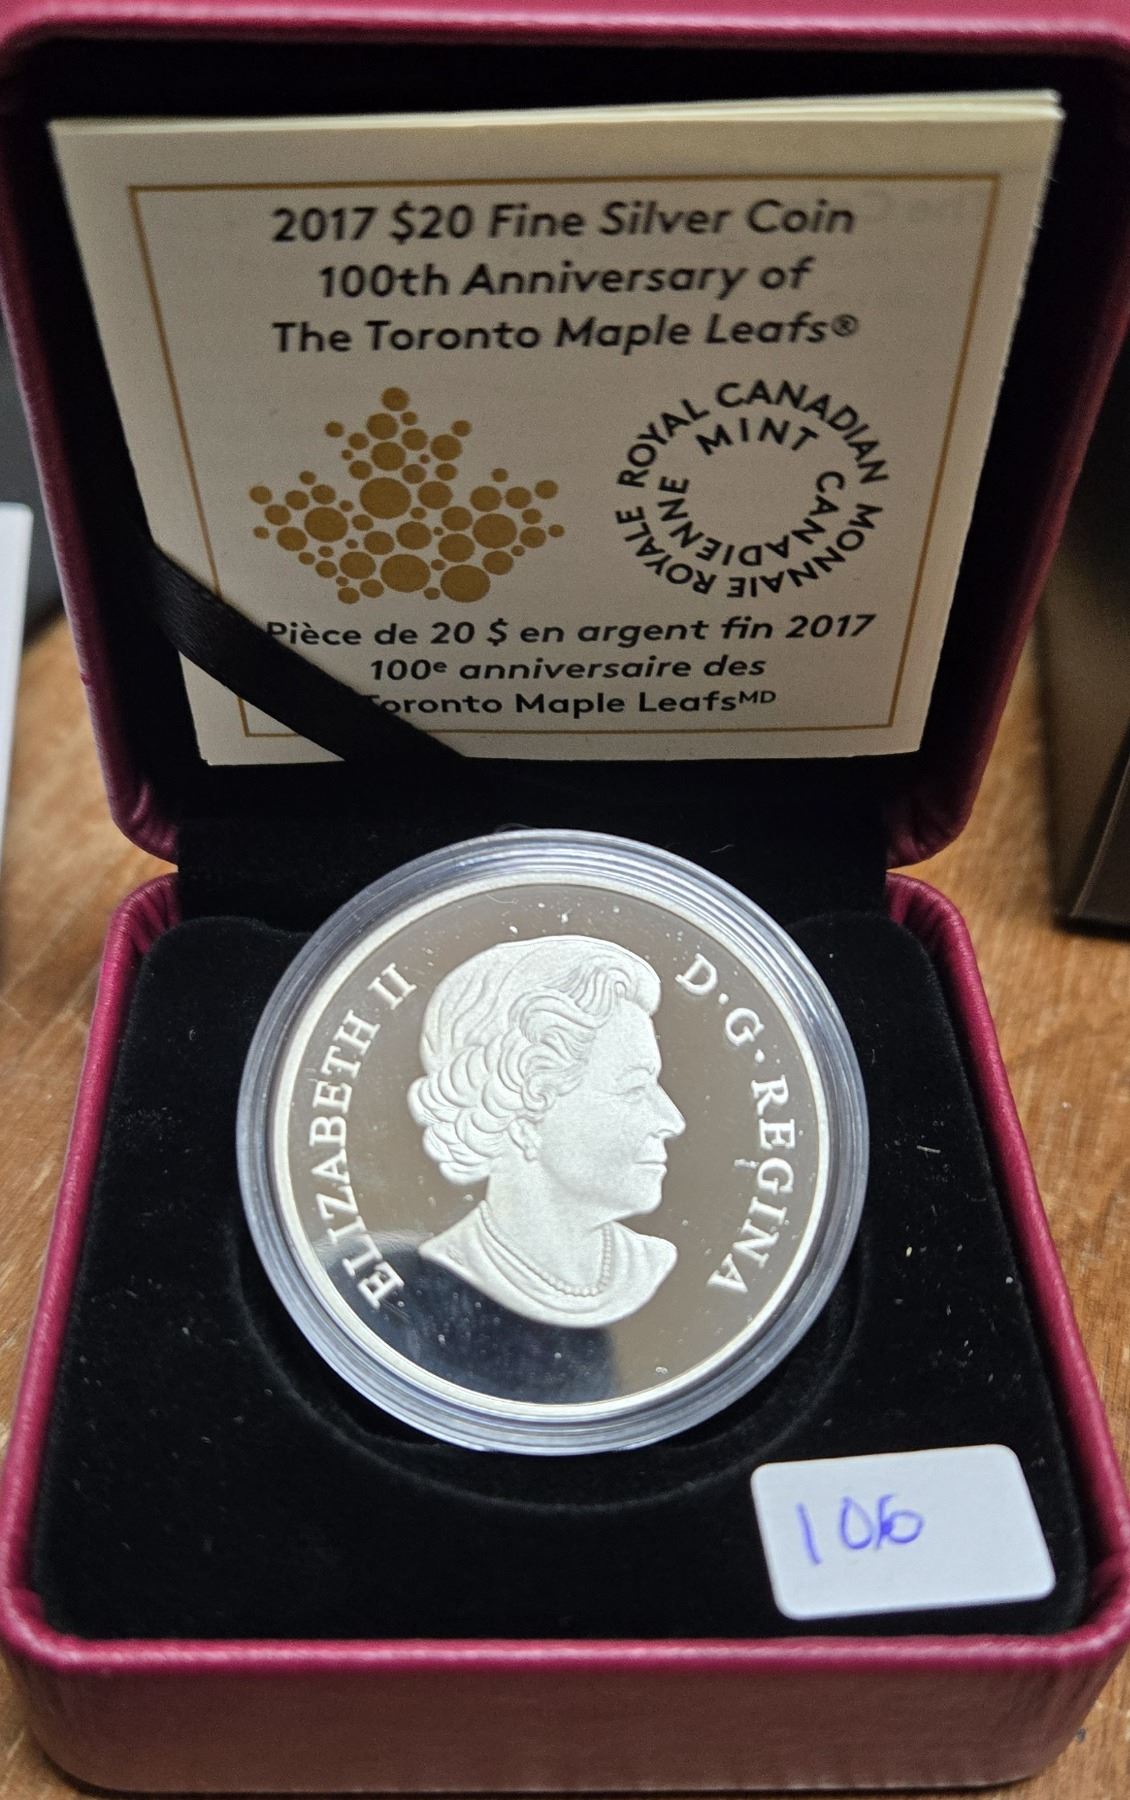 2017 $20 Fine Silver Coin
100th Anniversary of
The Toronto Maple Leafs®
ROYAL CANADIAN MINT
MONNAIE ROYALE CANADIENNE
Pièce de 20 $ en argent fin 2017
100e anniversaire des
Toronto Maple LeafsMD
ELIZABETH II D·G·REGINA
106